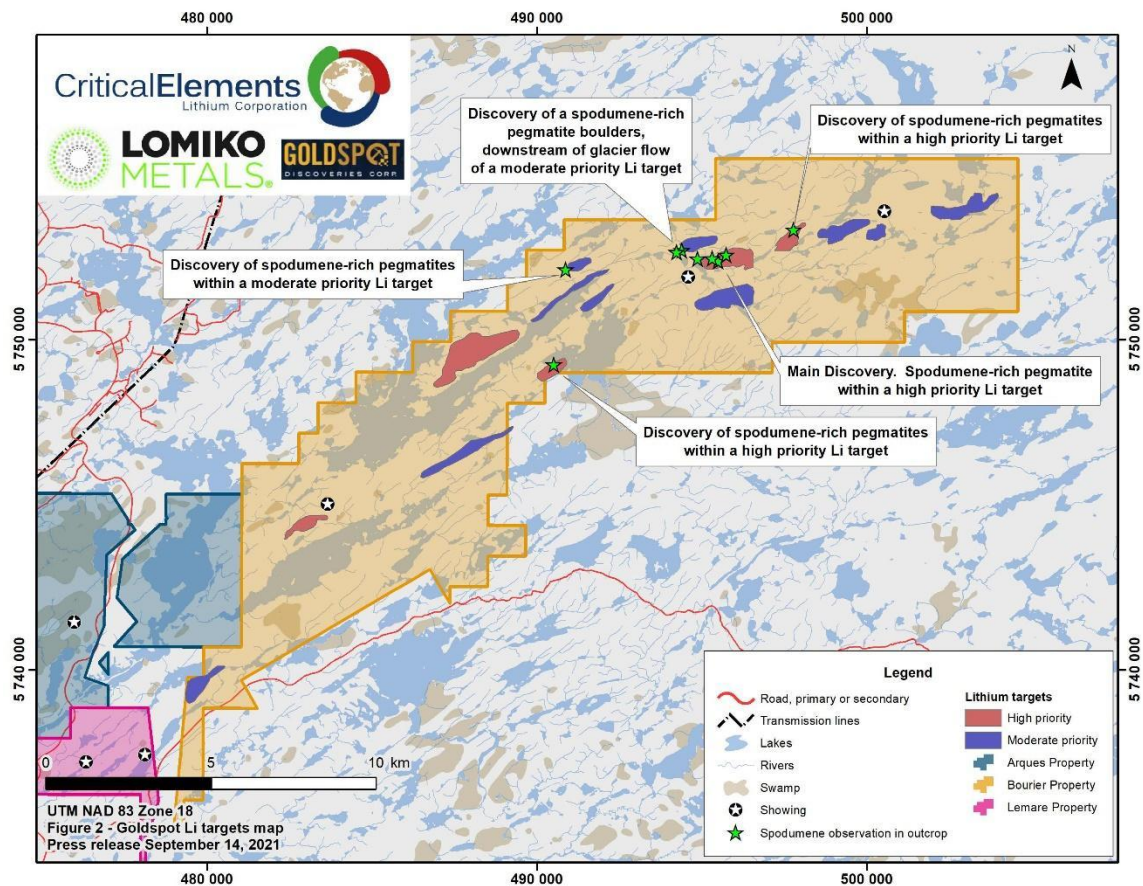 480 000
490 000
500 000
CriticalElements
Lithium Corporation
LOMIKO
METALS®
GOLDSPOT
DISCOVERIES CORP.
N
Discovery of a spodumene-rich
pegmatite boulders,
downstream of glacier flow
of a moderate priority Li target
Discovery of spodumene-rich pegmatites
within a high priority Li target
Discovery of spodumene-rich pegmatites
within a moderate priority Li target
Main Discovery. Spodumene-rich pegmatite
within a high priority Li target
Discovery of spodumene-rich pegmatites
within a high priority Li target
5 750 000
5 750 000
5 740 000
5 740 000
Legend
Road, primary or secondary
Transmission lines
Lakes
Rivers
Swamp
Showing
Spodumene observation in outcrop
Lithium targets
High priority
Moderate priority
Arques Property
Bourier Property
Lemare Property
0
5
10 km
UTM NAD 83 Zone 18
Figure 2 - Goldspot Li targets map
Press release September 14, 2021
480 000
490 000
500 000